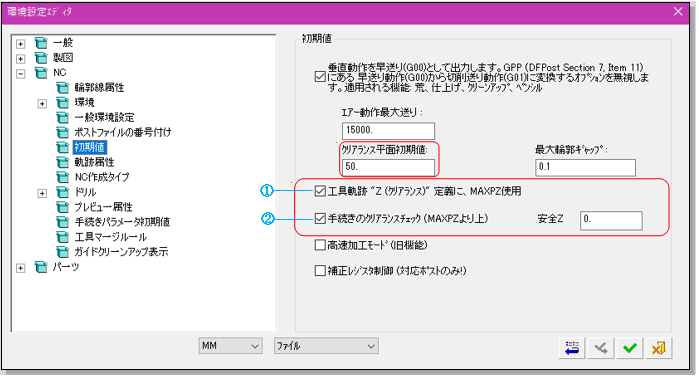 環境設定エディタ
一般
製図
NC
輪郭線属性
環境
一般環境設定
ポストファイルの番号付け
初期値
軌跡属性
NC作成タイプ
ドリル
プレビュー属性
手続きパラメータ初期値
工具マージルール
ガイドクリーンアップ表示
パーツ
初期値
垂直動作を早送り(G00)として出力します。GPP (DFPost Section 7, Item 11)
にある 早送り動作(G00)から切削送り動作(G01)に変換するオプションを無視しま
す。適用される機能: 荒、仕上げ、クリーンアップ、ペンシル
エアー動作最大送り:
15000.
クリアランス平面初期値:
50.
最大輪郭ギャップ:
0.1
① 工具軌跡 "Z (クリアランス)" 定義に、MAXPZ使用
② 手続きのクリアランスチェック (MAXPZより上) 安全Z 0.
高速加工モード (旧機能)
補正レジスタ制御 (対応ポストのみ!)
MM ファイル